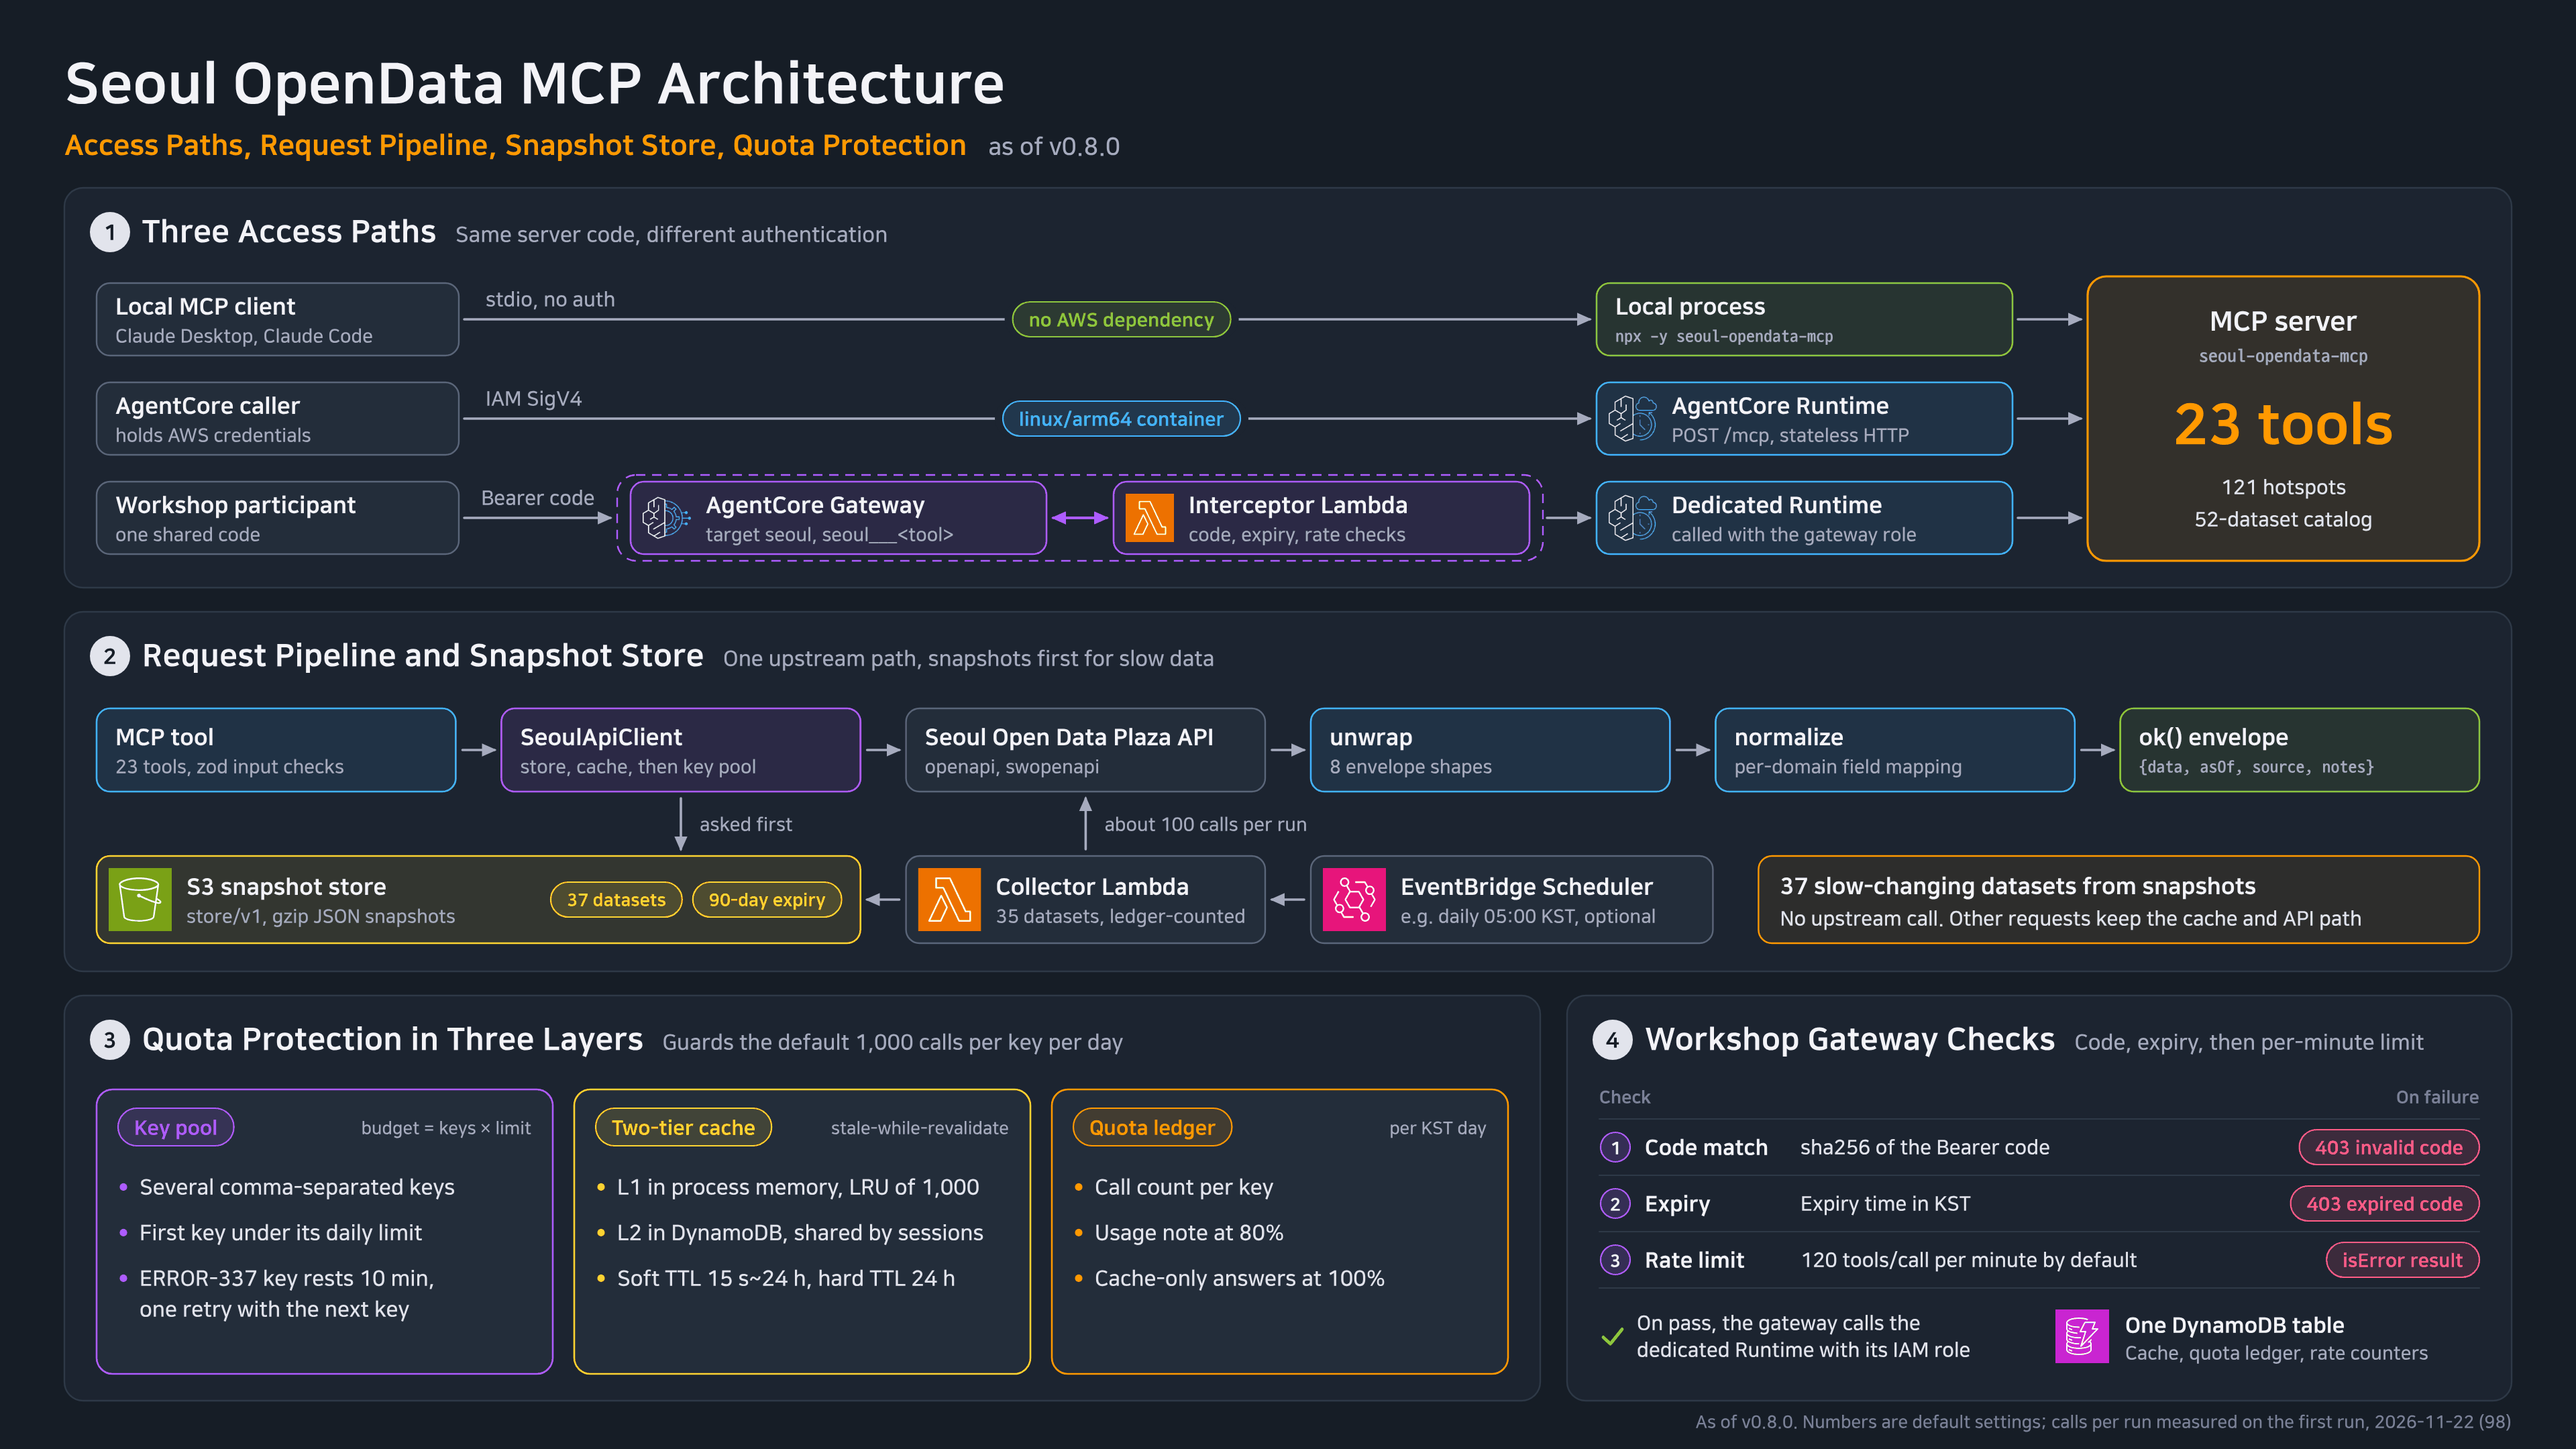 Seoul OpenData MCP Architecture
Access Paths, Request Pipeline, Snapshot Store, Quota Protection as of v0.8.0
1 Three Access Paths Same server code, different authentication
Local MCP client
Claude Desktop, Claude Code
stdio, no auth
no AWS dependency
Local process
npx -y seoul-opendata-mcp
AgentCore caller
holds AWS credentials
IAM SigV4
linux/arm64 container
AgentCore Runtime
POST /mcp, stateless HTTP
Workshop participant
one shared code
Bearer code
AgentCore Gateway
target seoul, seoul___<tool>
Interceptor Lambda
code, expiry, rate checks
Dedicated Runtime
called with the gateway role
MCP server
seoul-opendata-mcp
23 tools
121 hotspots
52-dataset catalog
2 Request Pipeline and Snapshot Store One upstream path, snapshots first for slow data
MCP tool
23 tools, zod input checks
SeoulApiClient
store, cache, then key pool
Seoul Open Data Plaza API
openapi, swopenapi
unwrap
8 envelope shapes
normalize
per-domain field mapping
ok() envelope
{data, asOf, source, notes}
asked first
about 100 calls per run
S3 snapshot store
store/v1, gzip JSON snapshots
37 datasets
90-day expiry
Collector Lambda
35 datasets, ledger-counted
EventBridge Scheduler
e.g. daily 05:00 KST, optional
37 slow-changing datasets from snapshots
No upstream call. Other requests keep the cache and API path
3 Quota Protection in Three Layers Guards the default 1,000 calls per key per day
Key pool budget = keys × limit
• Several comma-separated keys
• First key under its daily limit
• ERROR-337 key rests 10 min,
one retry with the next key
Two-tier cache stale-while-revalidate
• L1 in process memory, LRU of 1,000
• L2 in DynamoDB, shared by sessions
• Soft TTL 15 s~24 h, hard TTL 24 h
Quota ledger per KST day
• Call count per key
• Usage note at 80%
• Cache-only answers at 100%
4 Workshop Gateway Checks Code, expiry, then per-minute limit
Check On failure
1 Code match sha256 of the Bearer code 403 invalid code
2 Expiry Expiry time in KST 403 expired code
3 Rate limit 120 tools/call per minute by default isError result
On pass, the gateway calls the
dedicated Runtime with its IAM role
One DynamoDB table
Cache, quota ledger, rate counters
As of v0.8.0. Numbers are default settings; calls per run measured on the first run, 2026-11-22 (98)